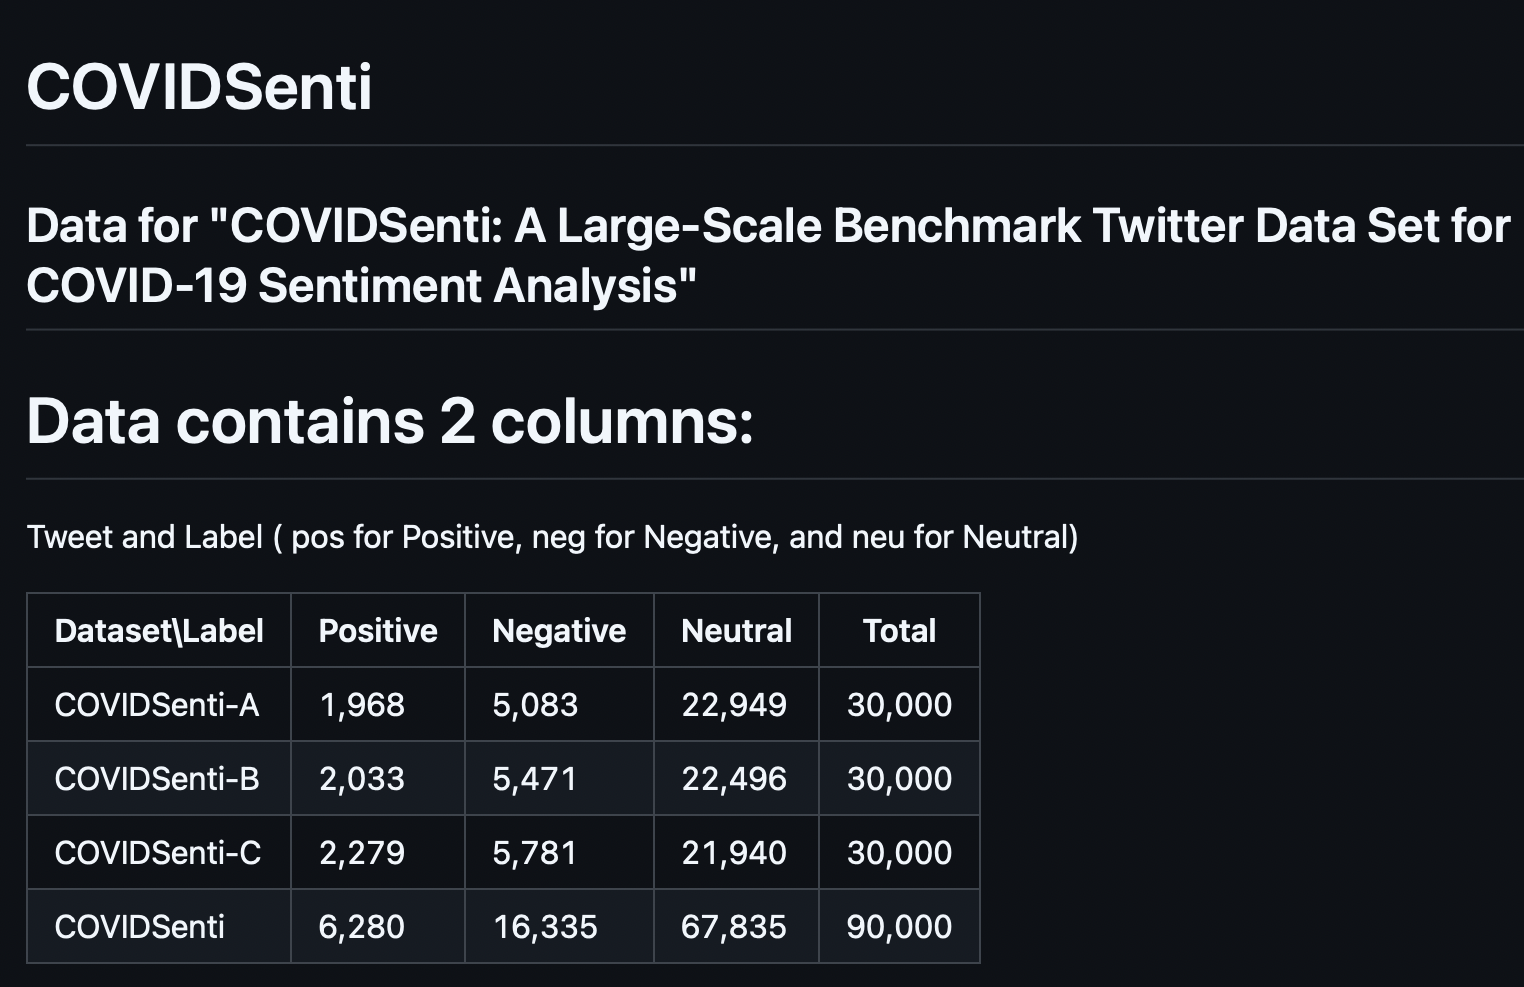 COVIDSenti
Data for "COVIDSenti: A Large-Scale Benchmark Twitter Data Set for
COVID-19 Sentiment Analysis"
Data contains 2 columns:
Tweet and Label ( pos for Positive, neg for Negative, and neu for Neutral)
Dataset\Label Positive Negative Neutral Total
COVIDSenti-A 1,968 5,083 22,949 30,000
COVIDSenti-B 2,033 5,471 22,496 30,000
COVIDSenti-C 2,279 5,781 21,940 30,000
COVIDSenti 6,280 16,335 67,835 90,000